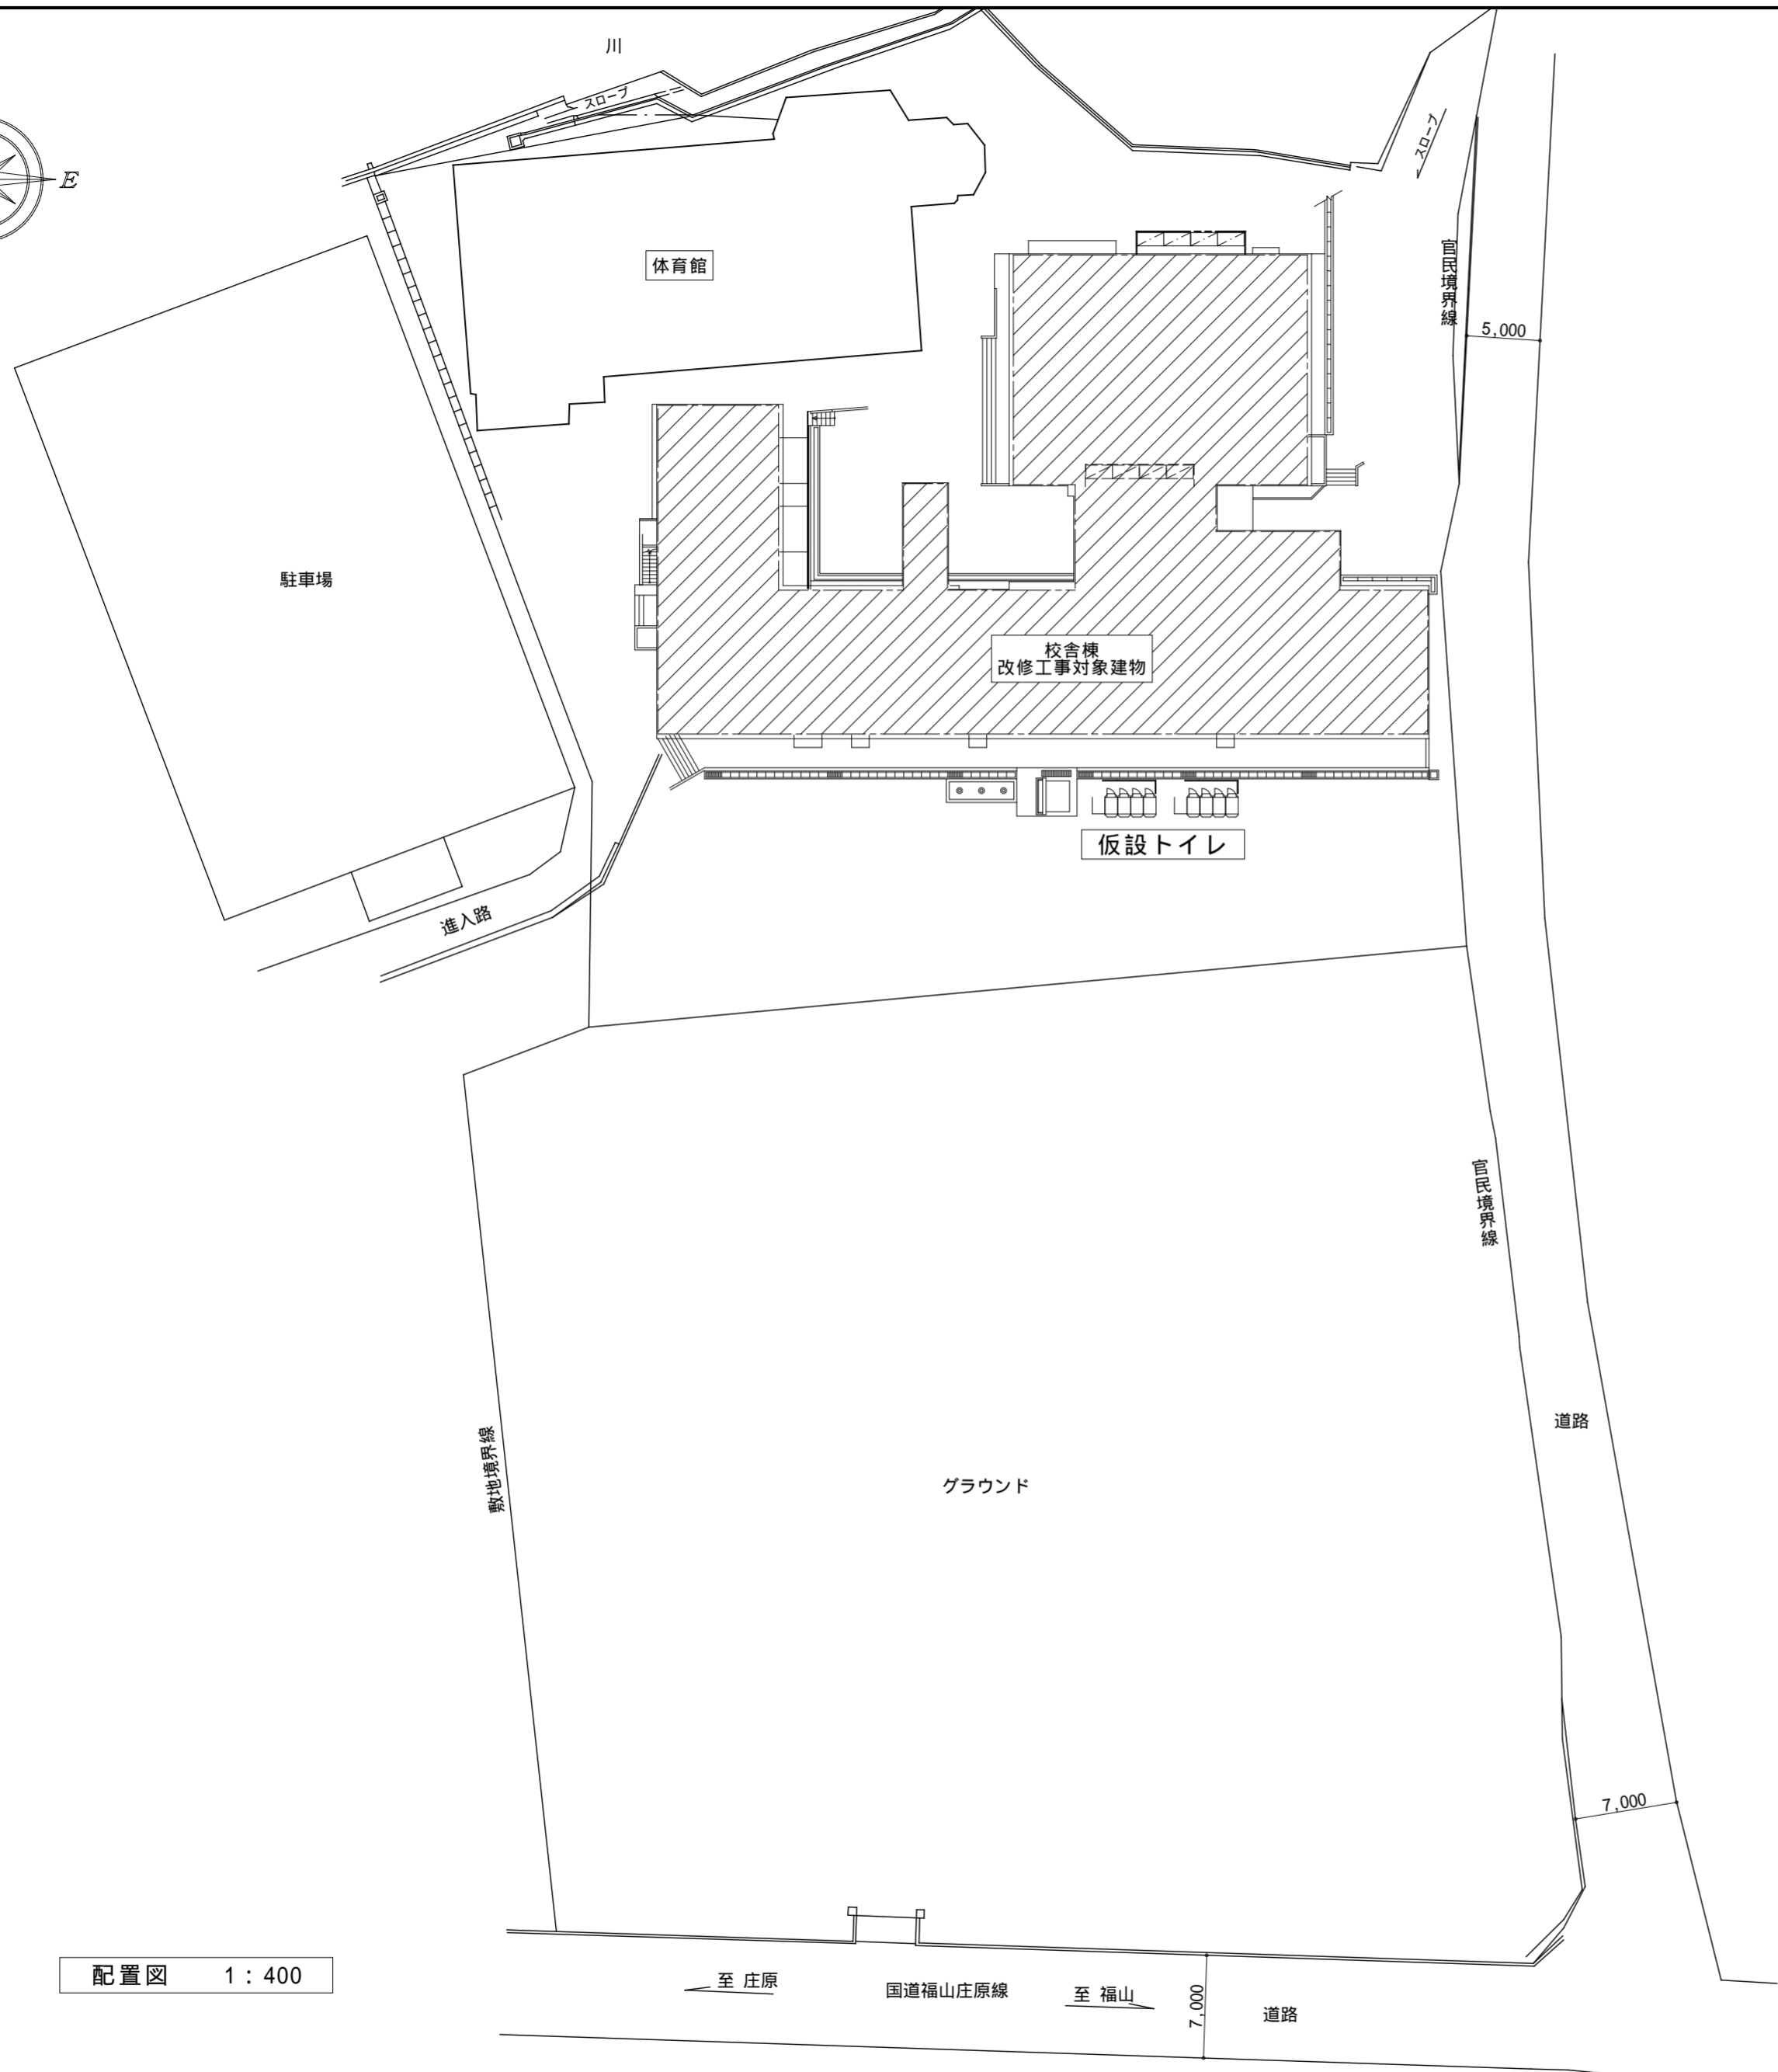 川
スロープ
スロープ
E
体育館
官民境界線
5,000
駐車場
校舎棟
改修工事対象建物
仮設トイレ
進入路
官民境界線
道路
敷地境界線
グラウンド
7,000
配置図 1：400
至 庄原
国道福山庄原線
至 福山
7,000
道路